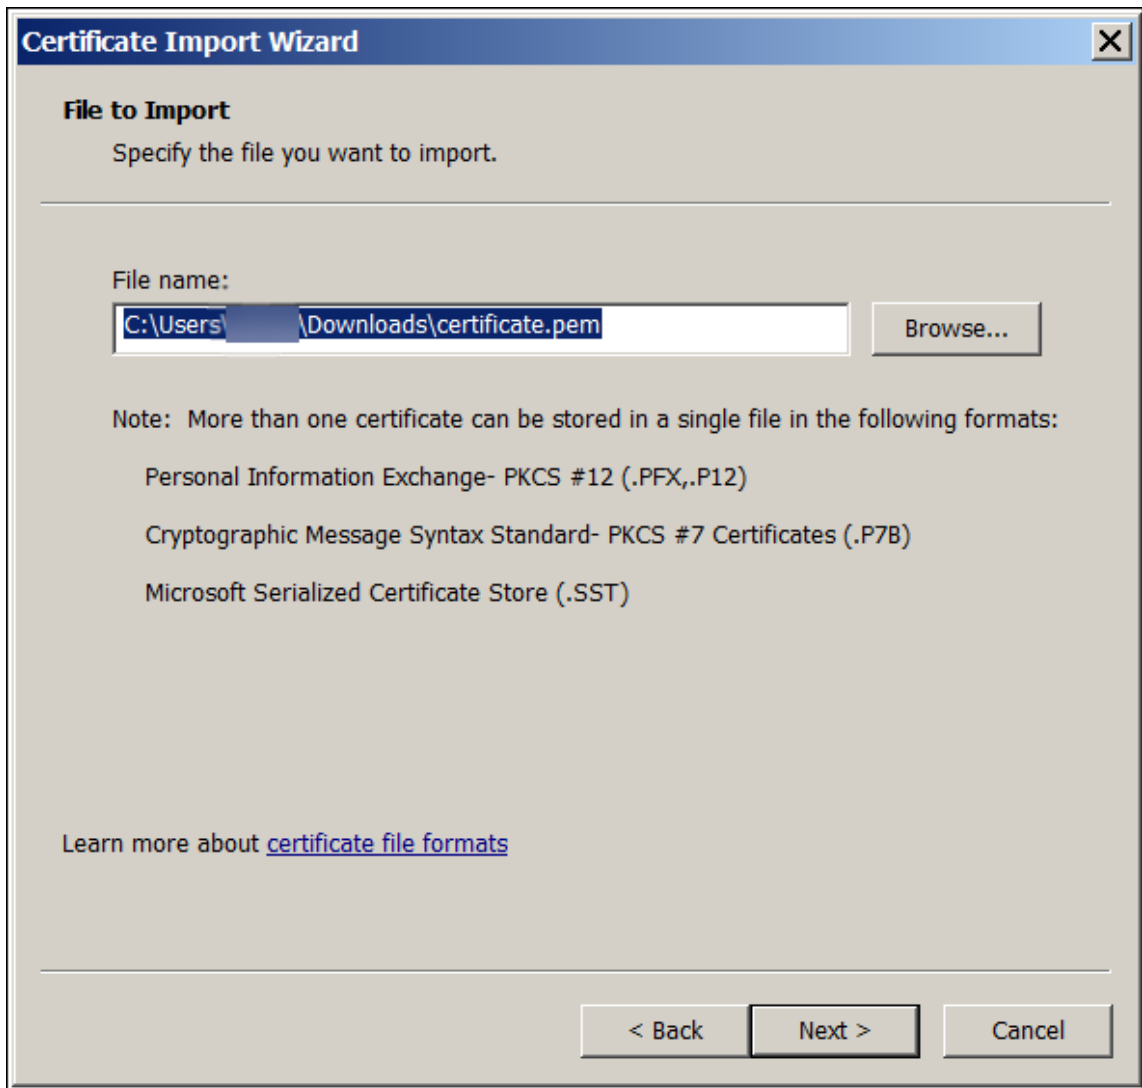 Certificate Import Wizard
File to Import
Specify the file you want to import.
File name:
C:\Users\ \Downloads\certificate.pem
Browse...
Note: More than one certificate can be stored in a single file in the following formats:
Personal Information Exchange- PKCS #12 (.PFX,.P12)
Cryptographic Message Syntax Standard- PKCS #7 Certificates (.P7B)
Microsoft Serialized Certificate Store (.SST)
Learn more about certificate file formats
< Back Next > Cancel